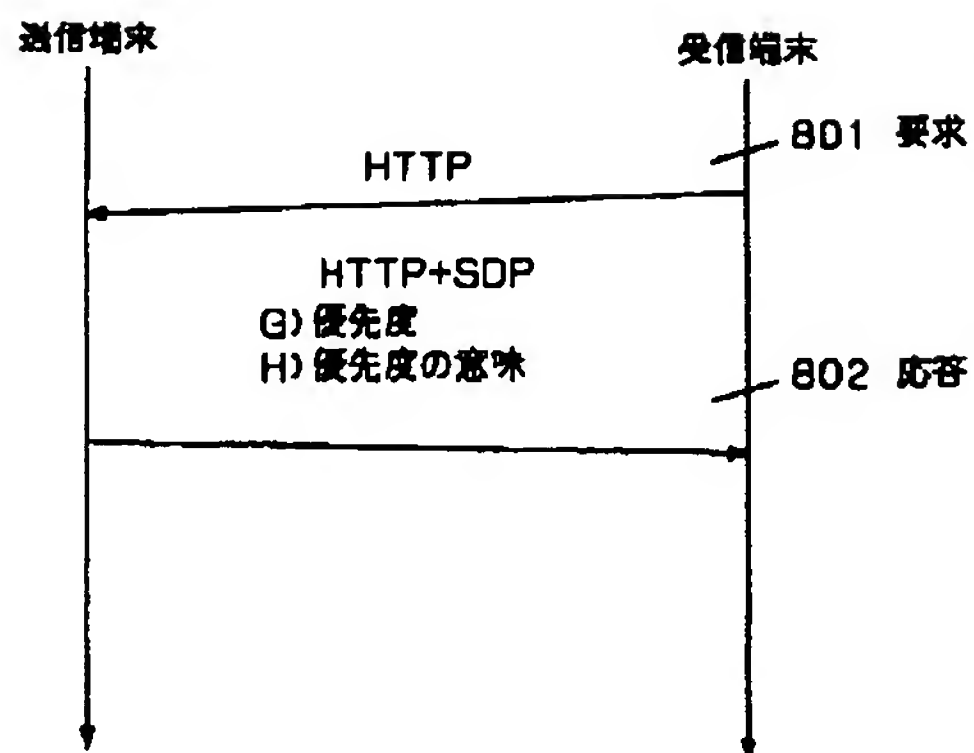 送信端末
受信端末
801 要求
HTTP
HTTP+SDP
G)優先度
H)優先度の意味
802 応答